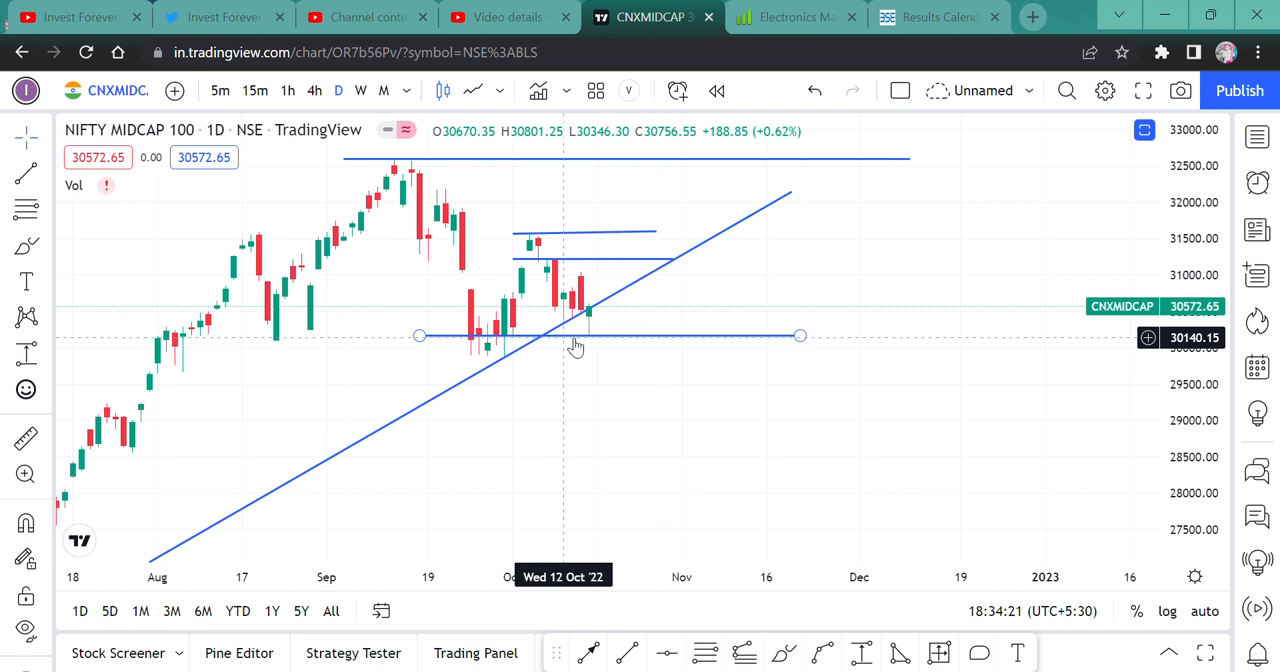 Invest Forever
Invest Forever
Channel conte
Video details -
CNXMIDCAP 3
Electronics Ma
BSE Results Calend
in.tradingview.com/chart/OR7b56Pv/?symbol=NSE%3ABLS
I CNXMIDC. 5m 15m 1h 4h D W M V Unnamed Publish
NIFTY MIDCAP 100 · 1D · NSE · TradingView O30670.35 H30801.25 L30346.30 C30756.55 +188.85 (+0.62%)
30572.65 0.00 30572.65
Vol !
33000.00
32500.00
32000.00
31500.00
31000.00
CNXMIDCAP 30572.65
30140.15
29500.00
29000.00
28500.00
28000.00
27500.00
18 Aug 17 Sep 19 Wed 12 Oct '22 Nov 16 Dec 19 2023 16
1D 5D 1M 3M 6M YTD 1Y 5Y All 18:34:21 (UTC+5:30) % log auto
Stock Screener Pine Editor Strategy Tester Trading Panel T